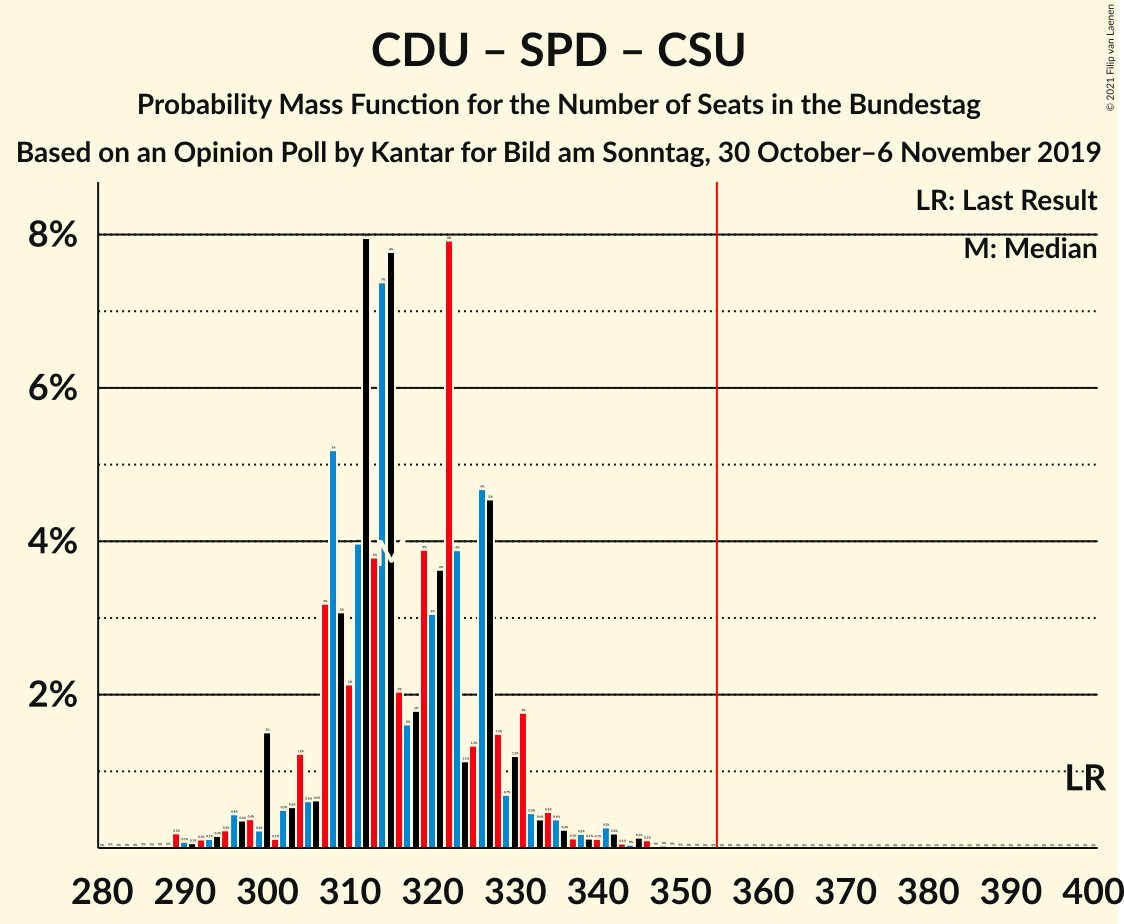 CDU – SPD – CSU
Probability Mass Function for the Number of Seats in the Bundestag
Based on an Opinion Poll by Kantar for Bild am Sonntag, 30 October–6 November 2019
© 2021 Filip van Laenen
LR: Last Result
M: Median
8%
6%
4%
2%
M
LR
280 290 300 310 320 330 340 350 360 370 380 390 400